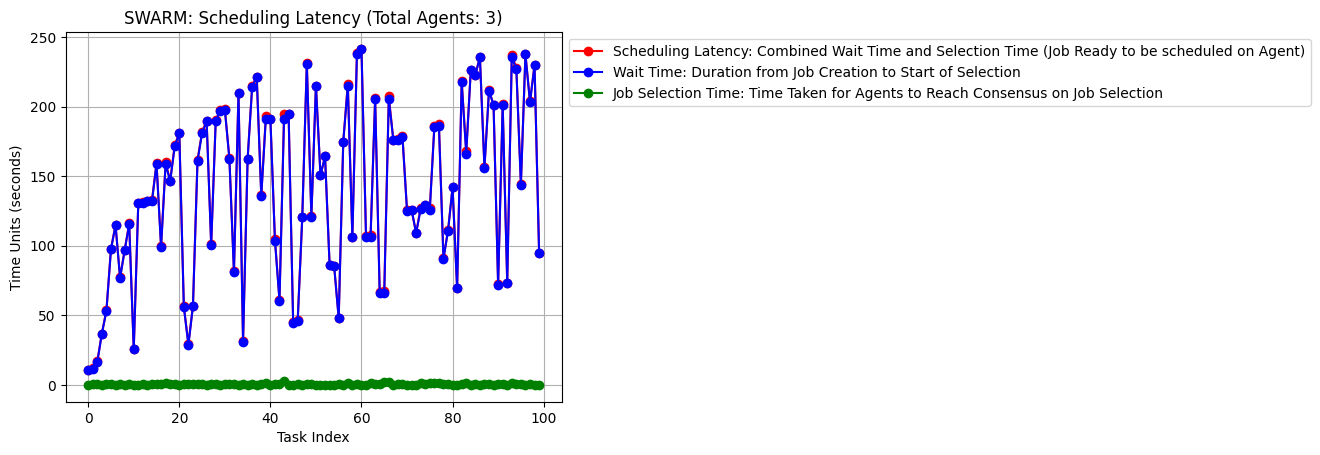 SWARM: Scheduling Latency (Total Agents: 3)
Scheduling Latency: Combined Wait Time and Selection Time (Job Ready to be scheduled on Agent)
Wait Time: Duration from Job Creation to Start of Selection
Job Selection Time: Time Taken for Agents to Reach Consensus on Job Selection
Time Units (seconds)
250
200
150
100
50
0
0 20 40 60 80 100
Task Index